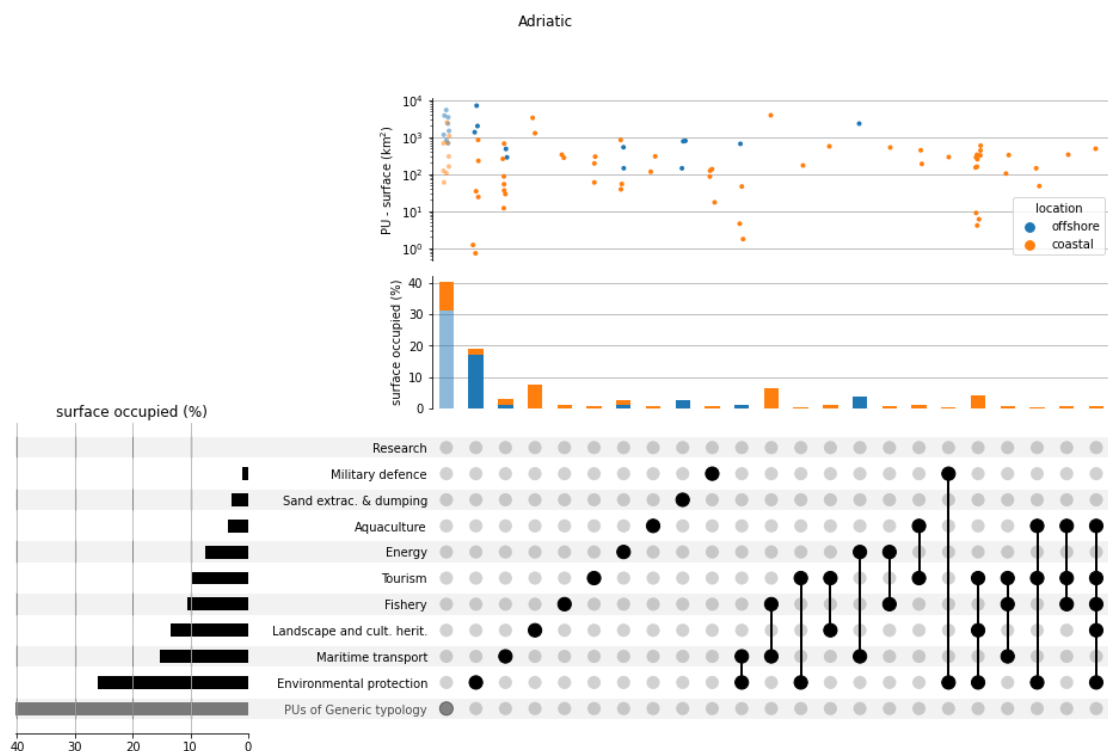 Adriatic
10⁴
10³
10²
10¹
10⁰
PU - surface (km²)
location
offshore
coastal
40
30
20
10
0
surface occupied (%)
surface occupied (%)
Research
Military defence
Sand extrac. & dumping
Aquaculture
Energy
Tourism
Fishery
Landscape and cult. herit.
Maritime transport
Environmental protection
PUs of Generic typology
40 30 20 10 0